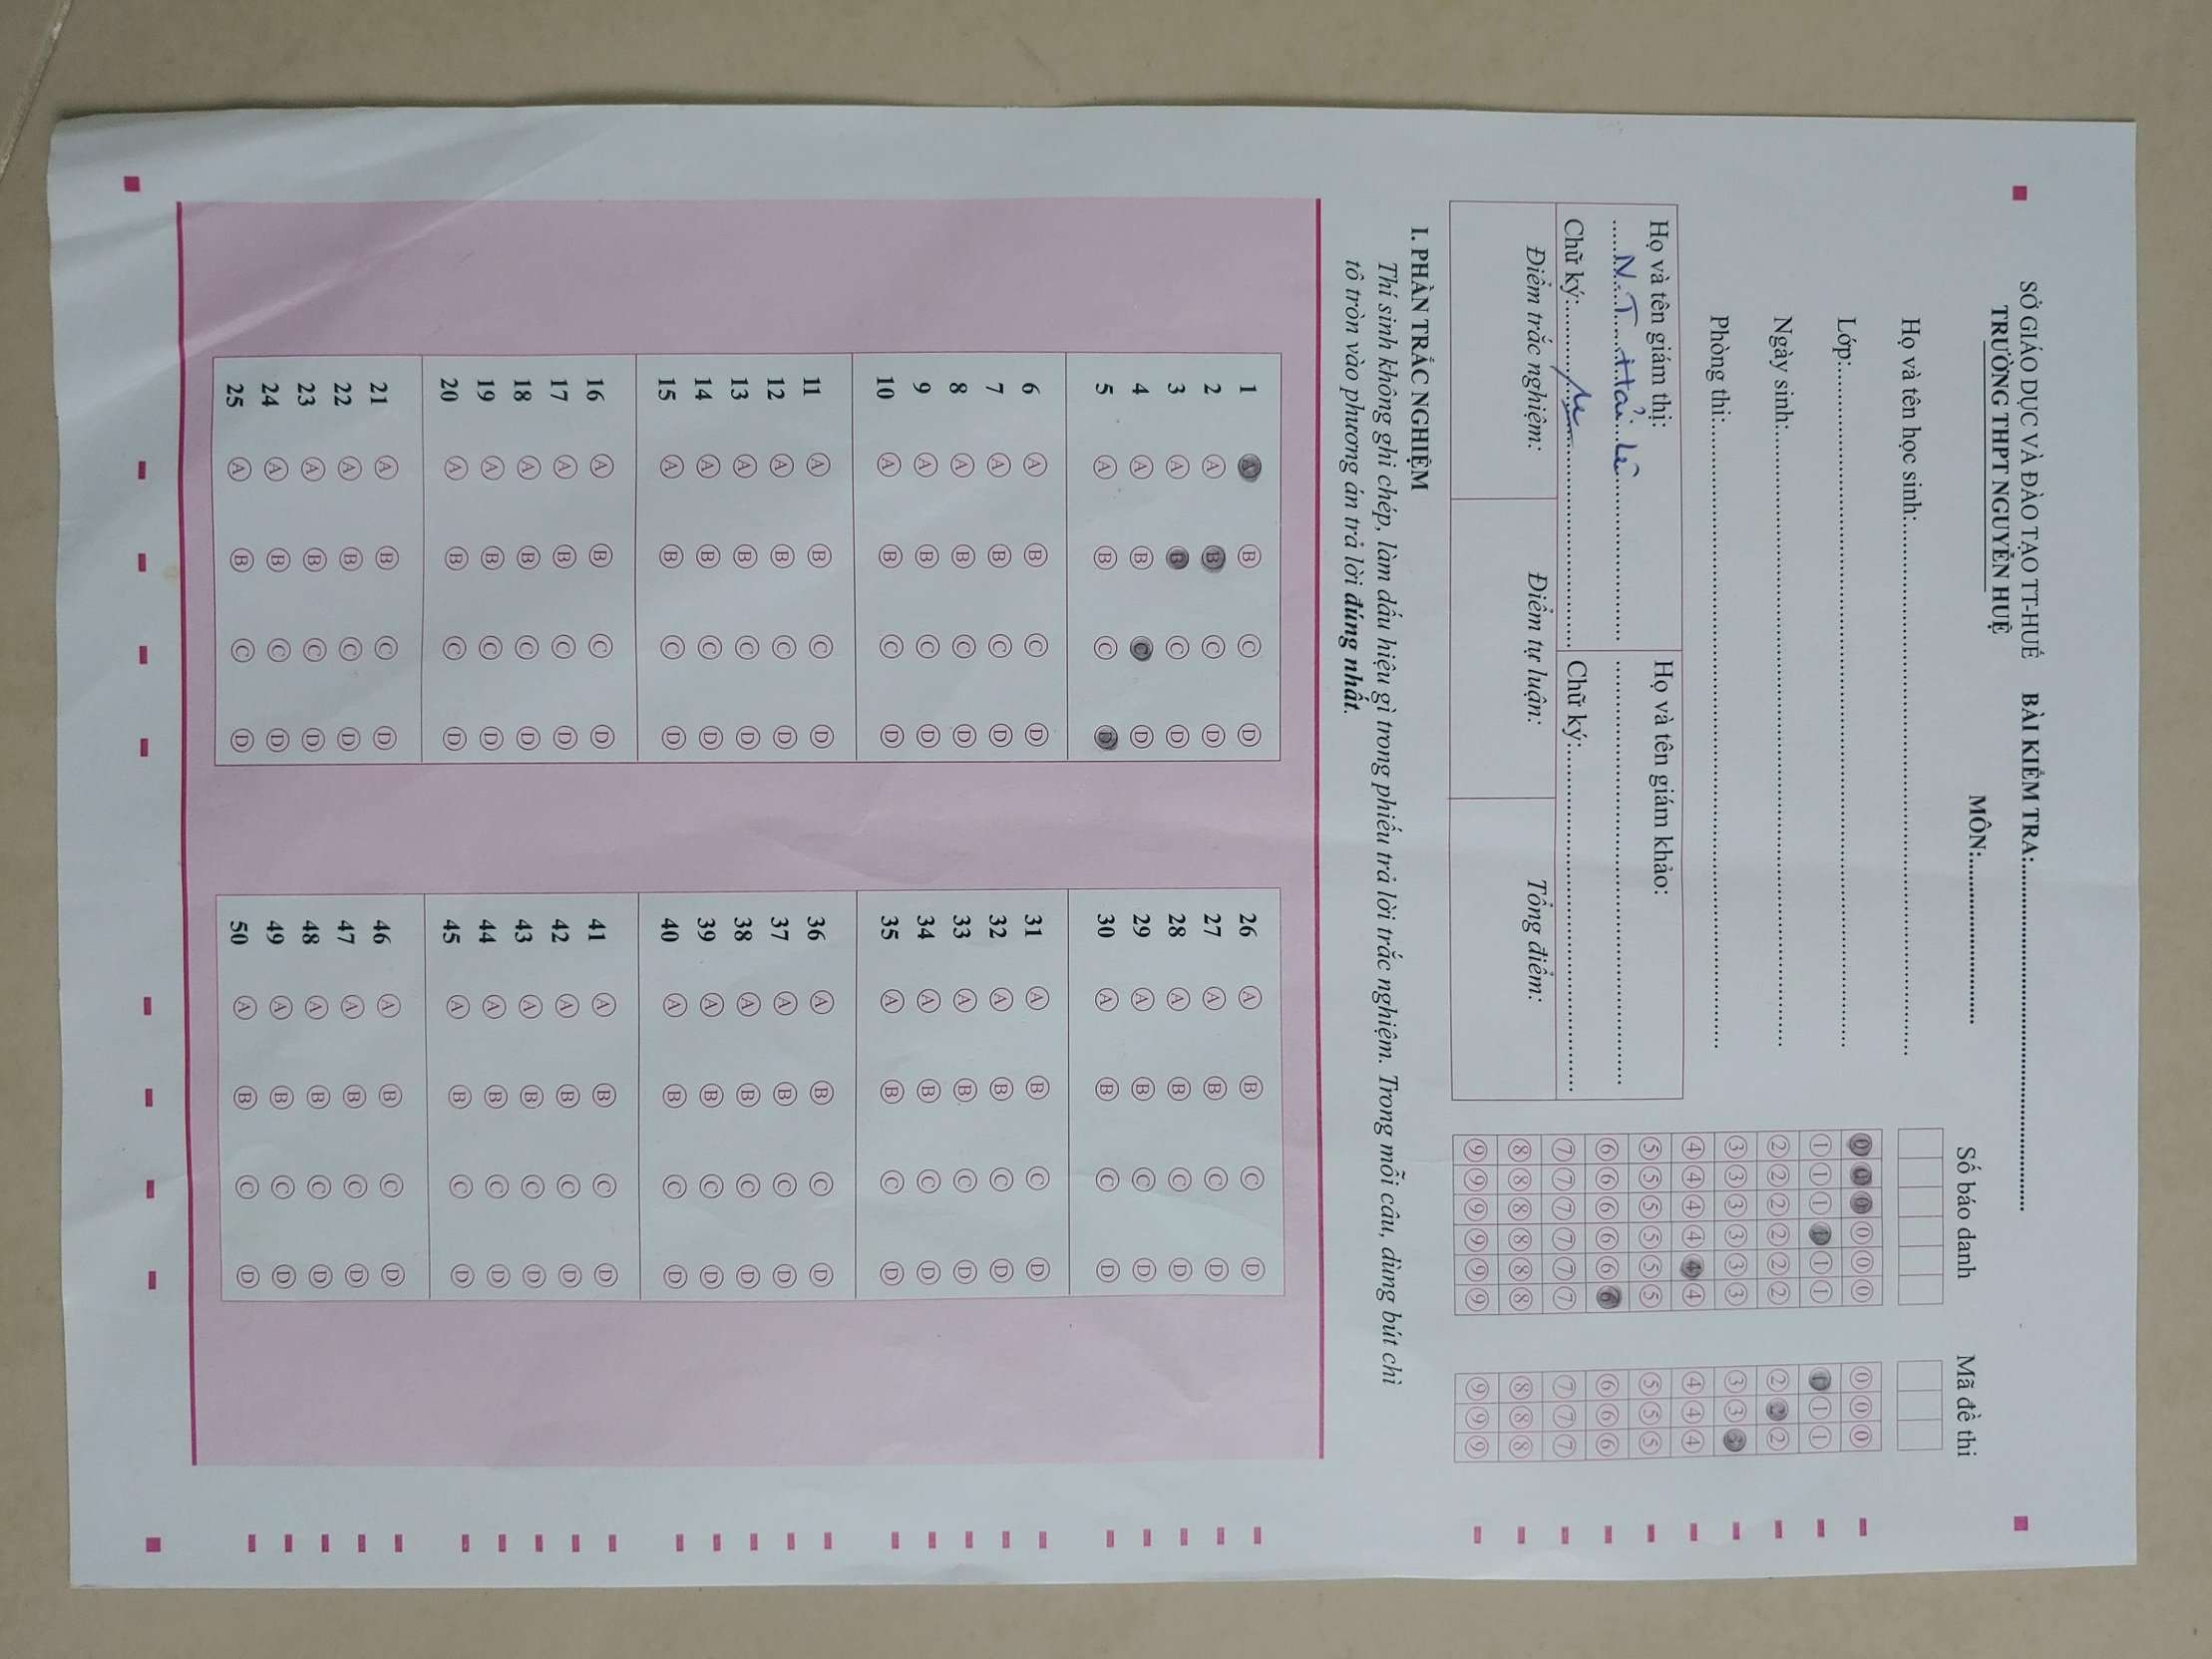 SỞ GIÁO DỤC VÀ ĐÀO TẠO TT-HUẾ
TRƯỜNG THPT NGUYỄN HUỆ
BÀI KIỂM TRA:
MÔN:
Họ và tên học sinh:
Lớp:
Ngày sinh:
Phòng thi:
Số báo danh
0 0 0 0 0 0
1 1 1 1 1 1
2 2 2 2 2 2
3 3 3 3 3 3
4 4 4 4 4 4
5 5 5 5 5 5
6 6 6 6 6 6
7 7 7 7 7 7
8 8 8 8 8 8
9 9 9 9 9 9
Mã đề thi
0 0 0
1 1 1
2 2 2
3 3 3
4 4 4
5 5 5
6 6 6
7 7 7
8 8 8
9 9 9
Họ và tên giám thị:
N.T. Hải Lê
Chữ ký:
Họ và tên giám khảo:
Chữ ký:
Điểm trắc nghiệm:
Điểm tự luận:
Tổng điểm:
I. PHẦN TRẮC NGHIỆM
Thí sinh không ghi chép, làm dấu hiệu gì trong phiếu trả lời trắc nghiệm. Trong mỗi câu, dùng bút chì
tô tròn vào phương án trả lời đúng nhất.
1 A B C D
2 A B C D
3 A B C D
4 A B C D
5 A B C D
6 A B C D
7 A B C D
8 A B C D
9 A B C D
10 A B C D
11 A B C D
12 A B C D
13 A B C D
14 A B C D
15 A B C D
16 A B C D
17 A B C D
18 A B C D
19 A B C D
20 A B C D
21 A B C D
22 A B C D
23 A B C D
24 A B C D
25 A B C D
26 A B C D
27 A B C D
28 A B C D
29 A B C D
30 A B C D
31 A B C D
32 A B C D
33 A B C D
34 A B C D
35 A B C D
36 A B C D
37 A B C D
38 A B C D
39 A B C D
40 A B C D
41 A B C D
42 A B C D
43 A B C D
44 A B C D
45 A B C D
46 A B C D
47 A B C D
48 A B C D
49 A B C D
50 A B C D